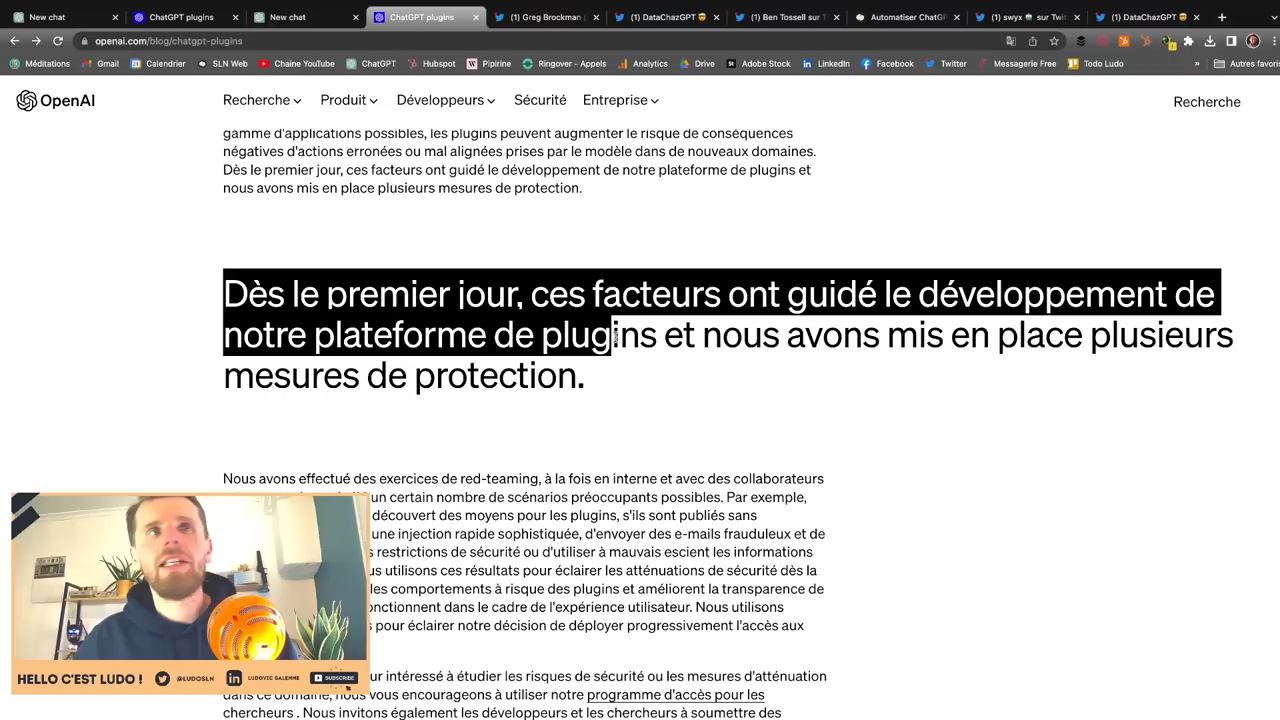 New chat
ChatGPT plugins
New chat
ChatGPT plugins
(1) Greg Brockman
(1) DataChazGPT
(1) Ben Tossell sur T
Automatiser ChatG
(1) swyx sur Twit
(1) DataChazGPT
openai.com/blog/chatgpt-plugins
Méditations
Gmail
Calendrier
SLN Web
Chaine YouTube
ChatGPT
Hubspot
Pipirine
Ringover - Appels
Analytics
Drive
Adobe Stock
LinkedIn
Facebook
Twitter
Messagerie Free
Todo Ludo
»
Autres favoris
OpenAI
Recherche
Produit
Développeurs
Sécurité
Entreprise
Recherche
gamme d'applications possibles, les plugins peuvent augmenter le risque de conséquences
négatives d'actions erronées ou mal alignées prises par le modèle dans de nouveaux domaines.
Dès le premier jour, ces facteurs ont guidé le développement de notre plateforme de plugins et
nous avons mis en place plusieurs mesures de protection.
Dès le premier jour, ces facteurs ont guidé le développement de
notre plateforme de plugins et nous avons mis en place plusieurs
mesures de protection.
Nous avons effectué des exercices de red-teaming, à la fois en interne et avec des collaborateurs
un certain nombre de scénarios préoccupants possibles. Par exemple,
découvert des moyens pour les plugins, s'ils sont publiés sans
une injection rapide sophistiquée, d'envoyer des e-mails frauduleux et de
s restrictions de sécurité ou d'utiliser à mauvais escient les informations
us utilisons ces résultats pour éclairer les atténuations de sécurité dès la
les comportements à risque des plugins et améliorent la transparence de
onctionnent dans le cadre de l'expérience utilisateur. Nous utilisons
s pour éclairer notre décision de déployer progressivement l'accès aux
ur intéressé à étudier les risques de sécurité ou les mesures d'atténuation
dans ce domaine, nous vous encourageons à utiliser notre programme d'accès pour les
chercheurs . Nous invitons également les développeurs et les chercheurs à soumettre des
HELLO C'EST LUDO !
@LUDOSLN
LUDOVIC SALENNE
SUBSCRIBE